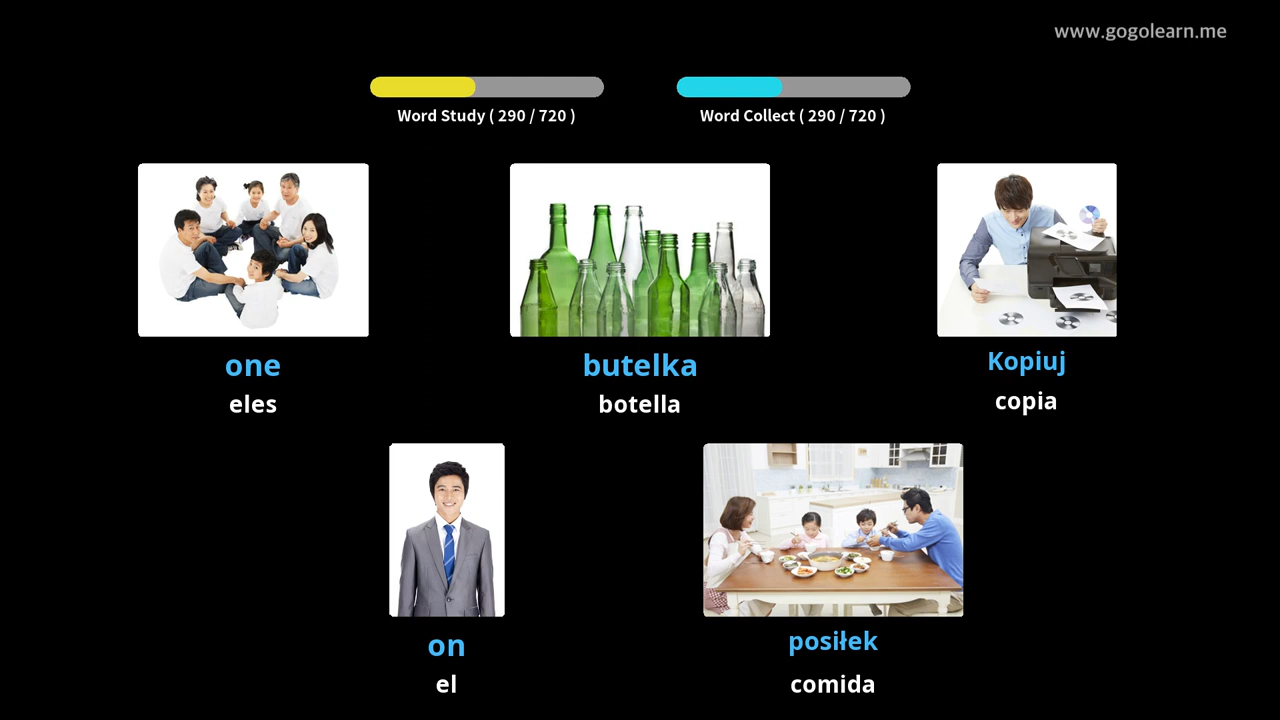 www.gogolearn.me
Word Study ( 290 / 720 )
Word Collect ( 290 / 720 )
one
eles
butelka
botella
Kopiuj
copia
on
el
posiłek
comida